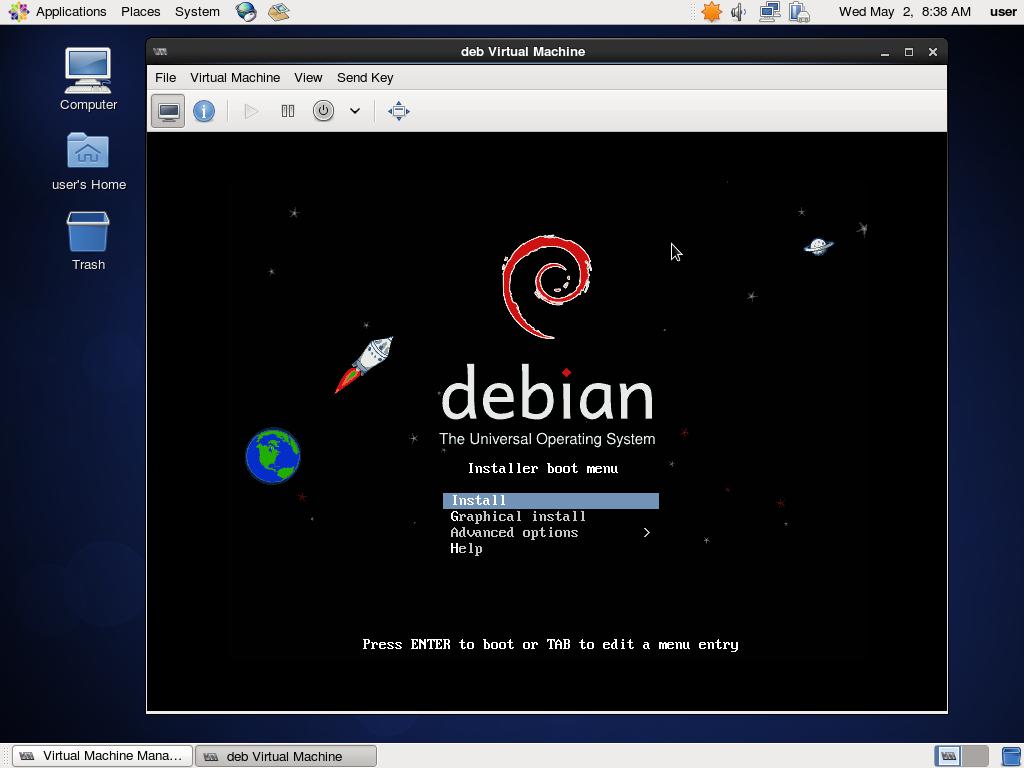 Applications Places System
Wed May 2, 8:38 AM user
deb Virtual Machine
File Virtual Machine View Send Key
Computer
user's Home
Trash
debian
The Universal Operating System
Installer boot menu
Install
Graphical install
Advanced options >
Help
Press ENTER to boot or TAB to edit a menu entry
Virtual Machine Mana... deb Virtual Machine